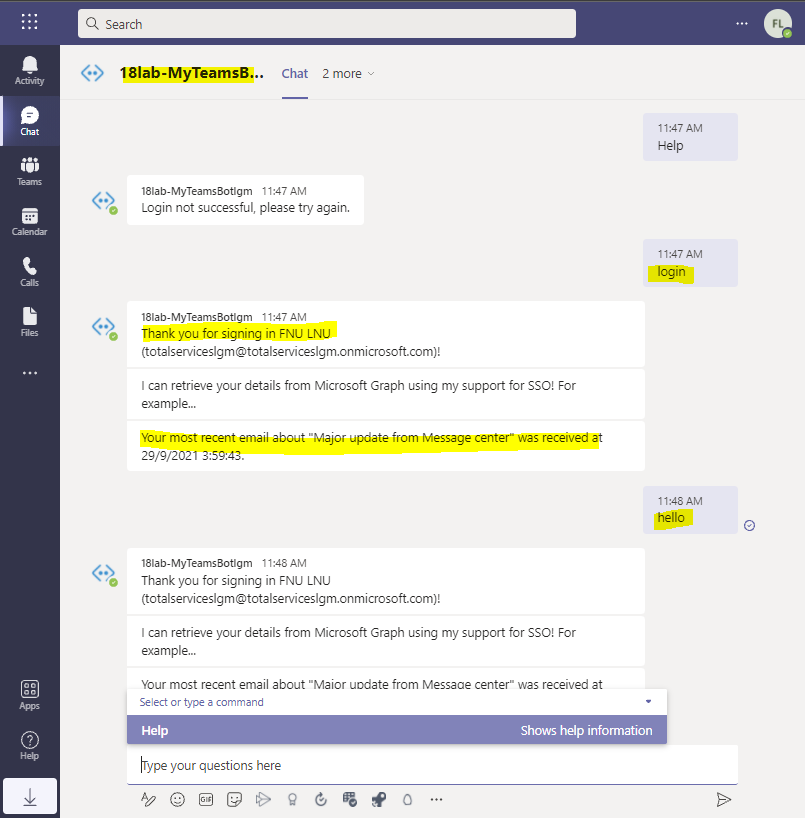 Search
FL
Activity
Chat
Teams
Calendar
Calls
Files
Apps
Help
18lab-MyTeamsB...
Chat
2 more
11:47 AM
Help
18lab-MyTeamsBotlgm 11:47 AM
Login not successful, please try again.
11:47 AM
login
18lab-MyTeamsBotlgm 11:47 AM
Thank you for signing in FNU LNU
(totalserviceslgm@totalserviceslgm.onmicrosoft.com)!
I can retrieve your details from Microsoft Graph using my support for SSO! For
example...
Your most recent email about "Major update from Message center" was received at
29/9/2021 3:59:43.
11:48 AM
hello
18lab-MyTeamsBotlgm 11:48 AM
Thank you for signing in FNU LNU
(totalserviceslgm@totalserviceslgm.onmicrosoft.com)!
I can retrieve your details from Microsoft Graph using my support for SSO! For
example...
Your most recent email about "Major update from Message center" was received at
Select or type a command
Help Shows help information
Type your questions here
GIF